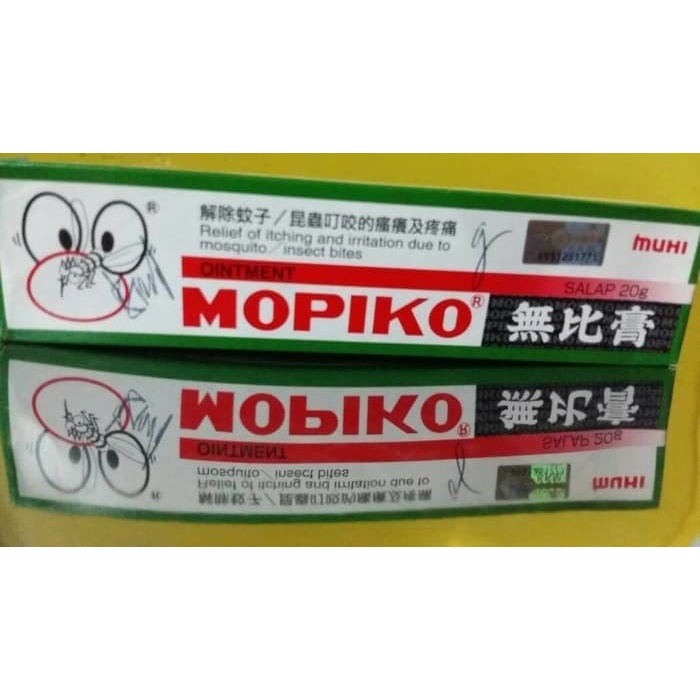 解除蚊子／昆蟲叮咬的瘙癢及疼痛
Relief of itching and irritation due to
mosquito／insect bites
muHI
OINTMENT
SALAP 20g
MOPIKO®
無比膏